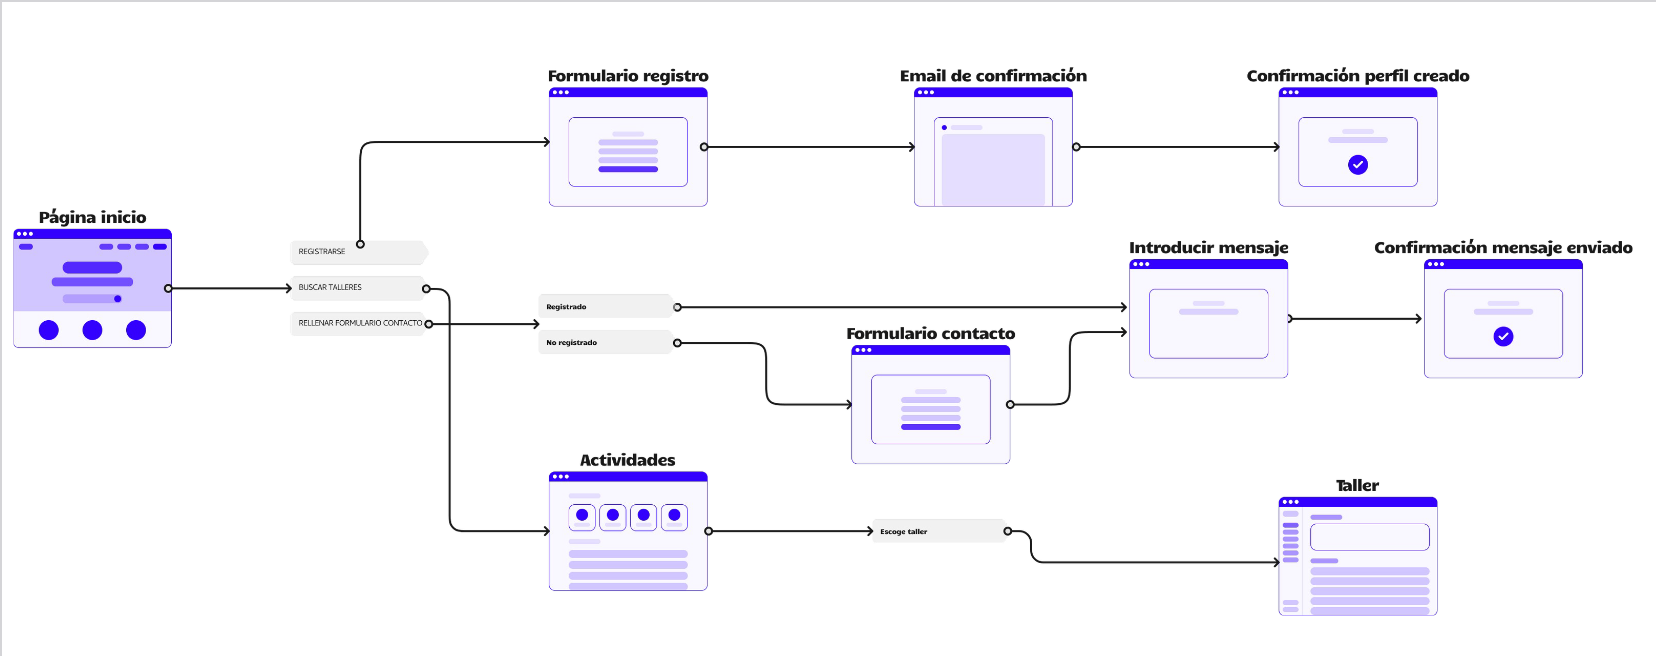 Formulario registro
Email de confirmación
Confirmación perfil creado
Página inicio
REGISTRARSE
BUSCAR TALLERES
RELLENAR FORMULARIO CONTACTO
Registrado
No registrado
Formulario contacto
Introducir mensaje
Confirmación mensaje enviado
Actividades
Escoge taller
Taller